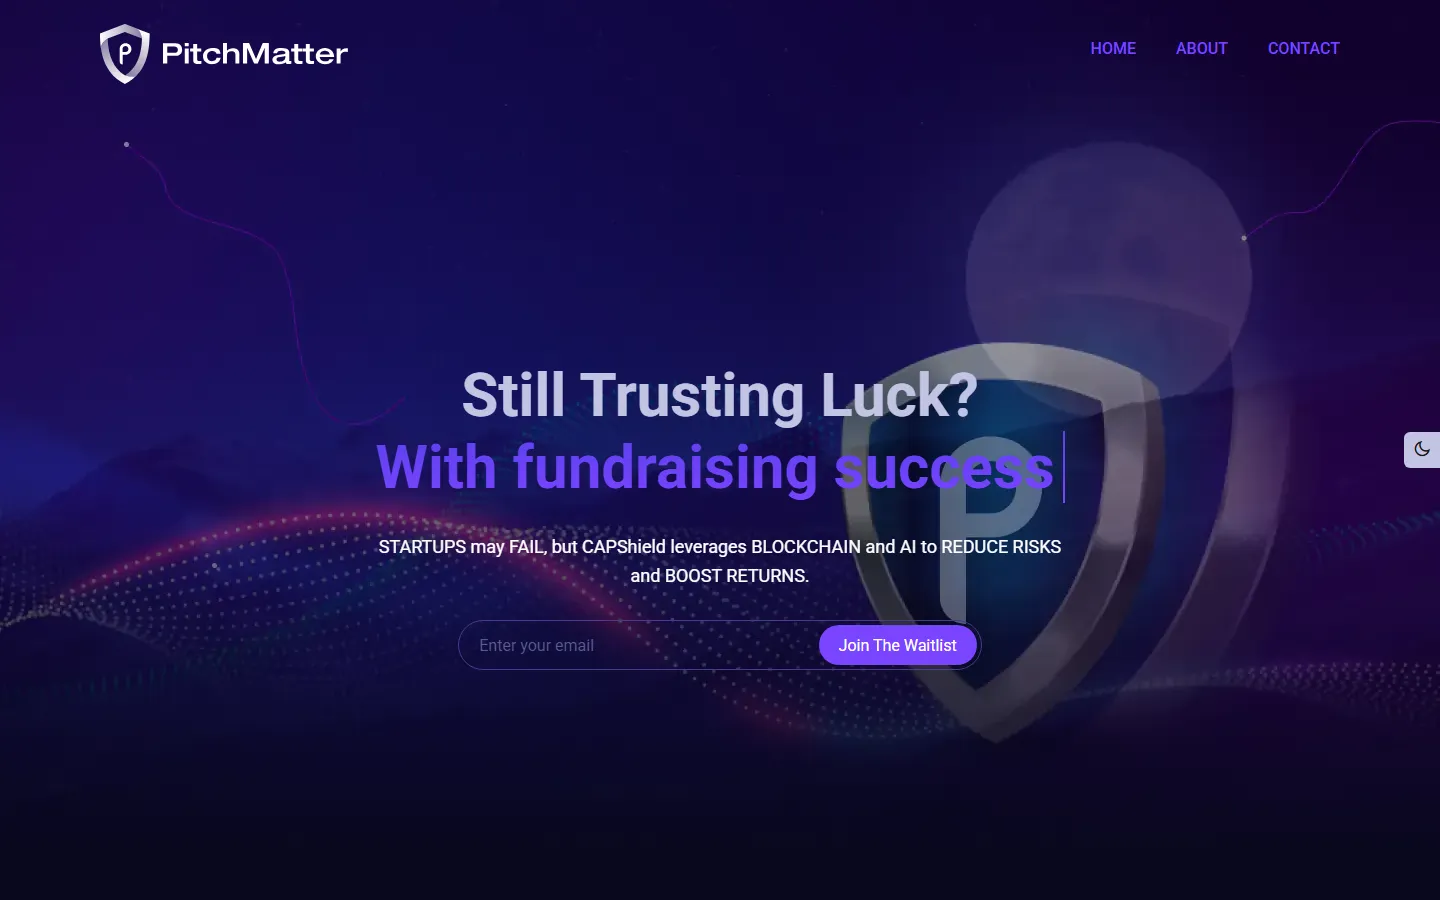 PitchMatter
HOME
ABOUT
CONTACT
Still Trusting Luck?
With fundraising success
STARTUPS may FAIL, but CAPShield leverages BLOCKCHAIN and AI to REDUCE RISKS
and BOOST RETURNS.
Enter your email
Join The Waitlist